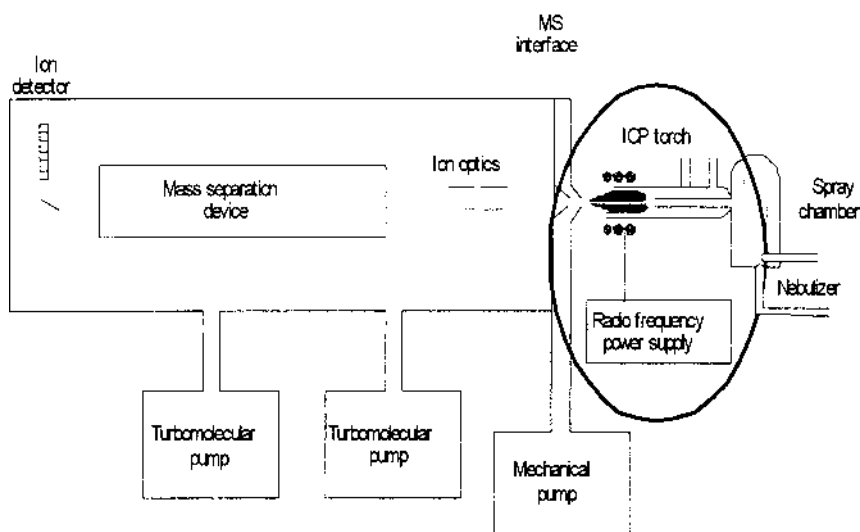 MS
interface
Ion
detector
ICP torch
Ion optics
Mass separation
device
Spray
chamber
Nebulizer
Radio frequency
power supply
Turbomolecular
pump
Turbomolecular
pump
Mechanical
pump